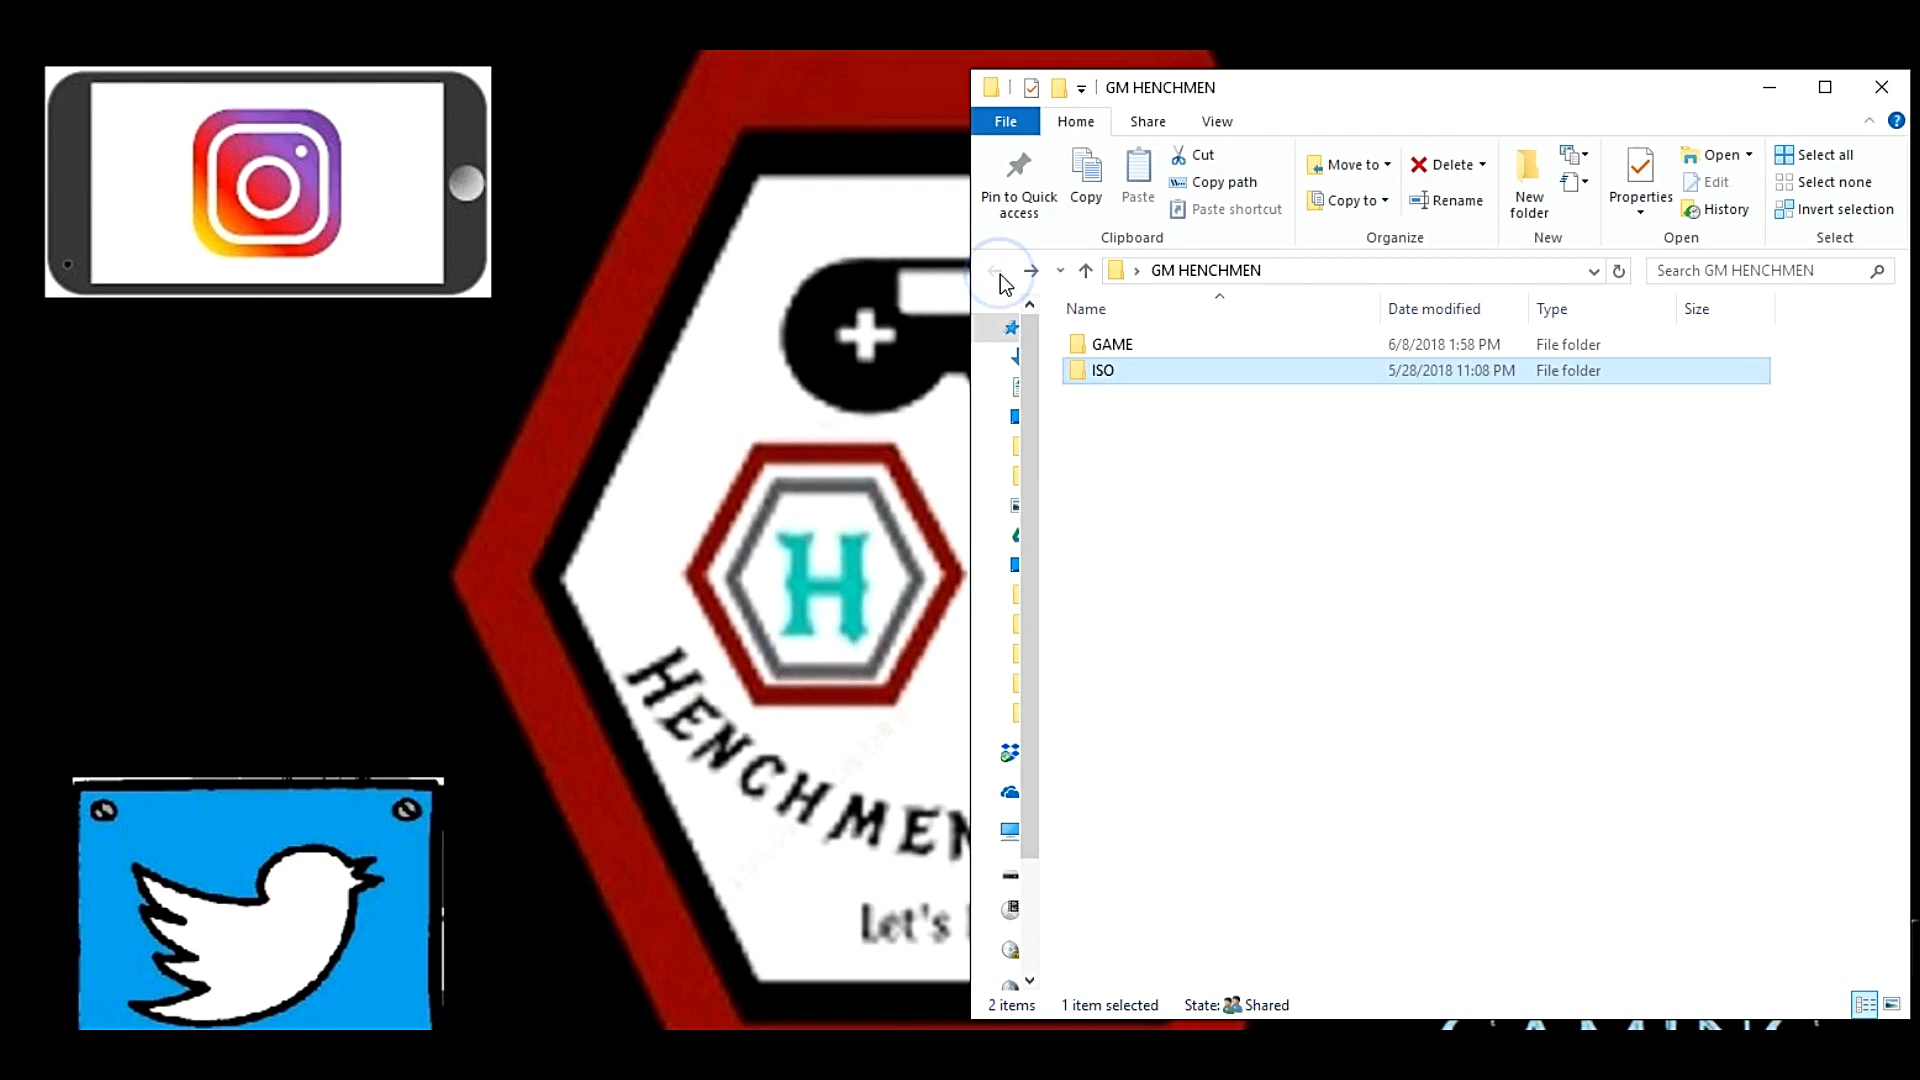 GM HENCHMEN
File Home Share View
Pin to Quick access
Copy
Paste
Cut
Copy path
Paste shortcut
Clipboard
Move to
Copy to
Delete
Rename
Organize
New folder
New
Properties
Open
Edit
History
Open
Select all
Select none
Invert selection
Select
GM HENCHMEN
Search GM HENCHMEN
Name Date modified Type Size
GAME 6/8/2018 1:58 PM File folder
ISO 5/28/2018 11:08 PM File folder
2 items 1 item selected State: Shared
H
HENCHMEN
Let's
GAMING